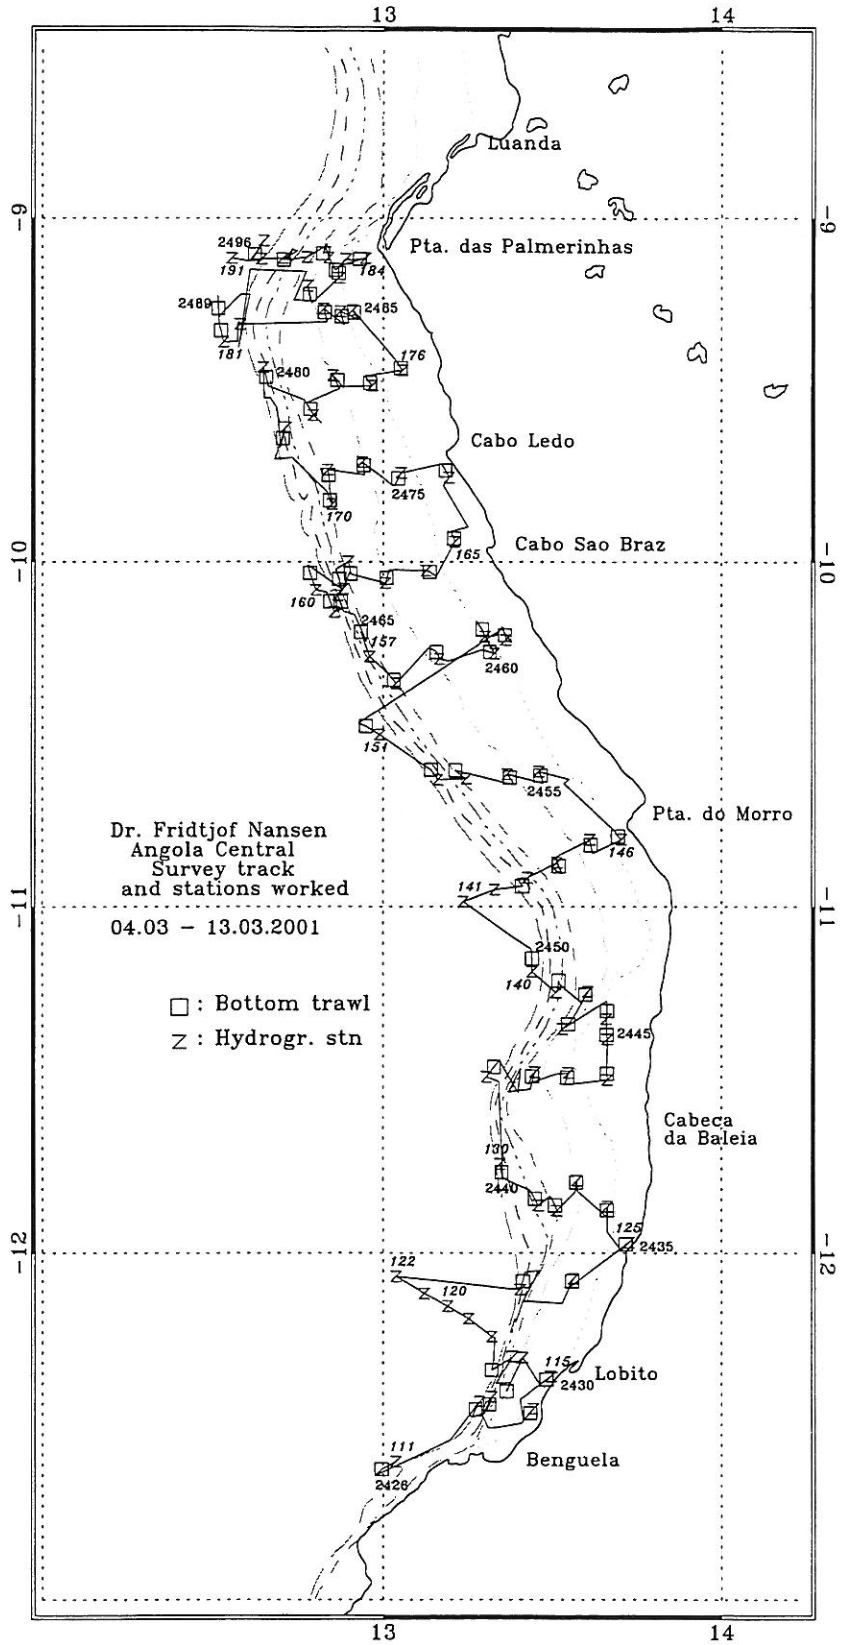 13
14
Luanda
-9
-9
2496
Pta. das Palmerinhas
191
184
2489
2485
181
176
2480
Cabo Ledo
2475
170
165
Cabo Sao Braz
-10
-10
160
2465
157
2460
151
2455
Pta. do Morro
146
Dr. Fridtjof Nansen
Angola Central
Survey track
and stations worked
04.03 - 13.03.2001
141
-11
-11
2450
140
: Bottom trawl
2445
: Hydrogr. stn
Cabeca
da Baleia
130
2440
125
2435
-12
-12
122
120
115
Lobito
2430
111
Benguela
2426
13
14